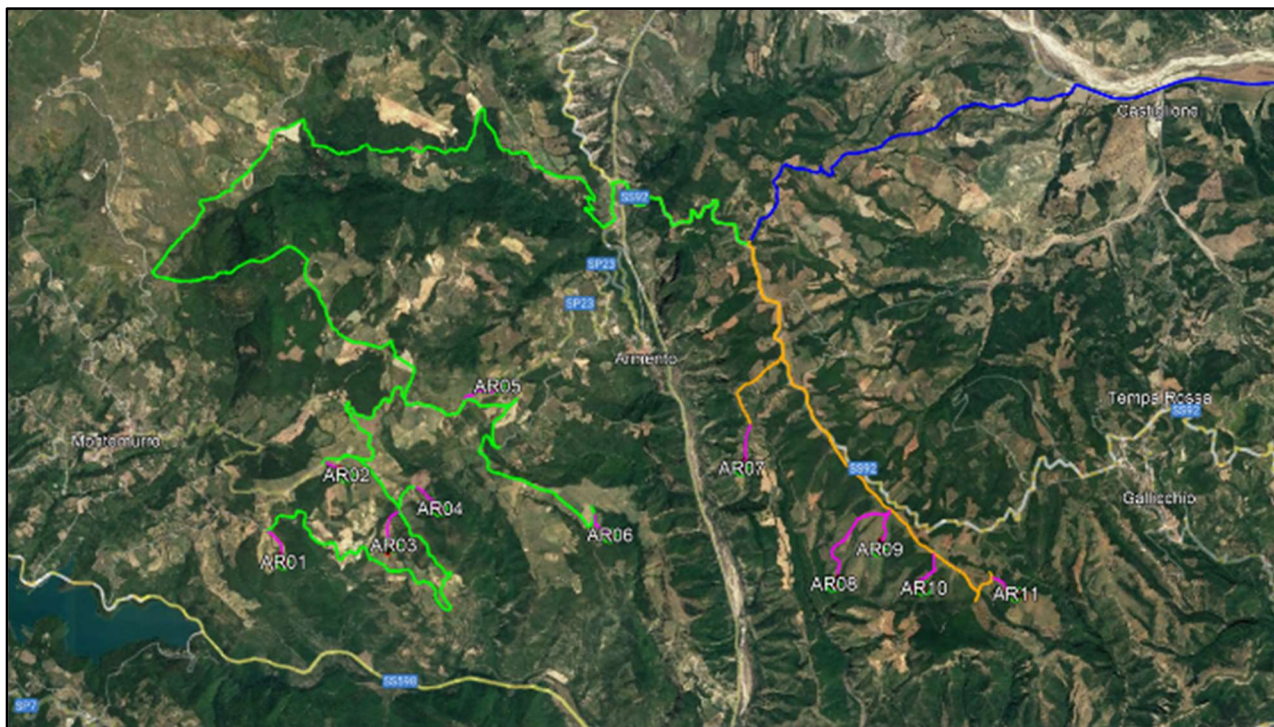 Castiglione
SS92
SP23
SP23
Armento
AR05
Tempa Rossa
SS92
Montemurro
AR02
AR07
SS92
Gallicchio
AR04
AR06
AR03
AR01
AR09
AR08
AR10
AR11
SS598
SP7